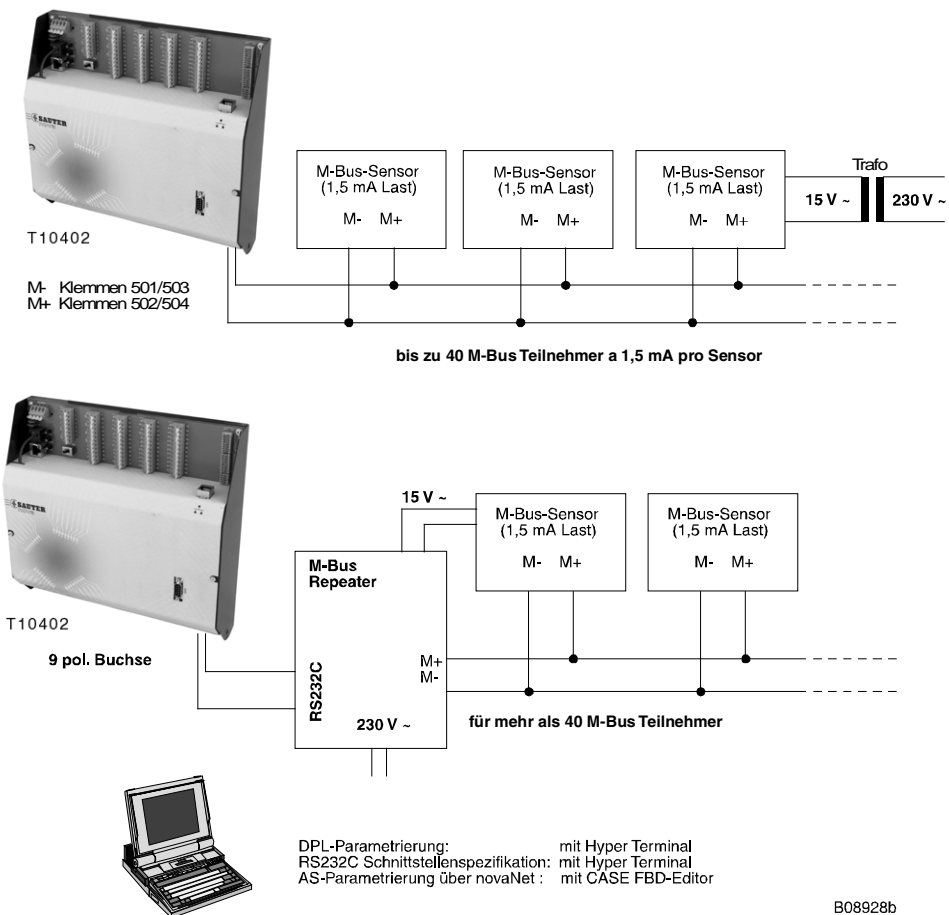 SAUTER
T10402
M- Klemmen 501/503
M+ Klemmen 502/504
M-Bus-Sensor
(1,5 mA Last)
M- M+
M-Bus-Sensor
(1,5 mA Last)
M- M+
M-Bus-Sensor
(1,5 mA Last)
M- M+
Trafo
15 V ~
230 V ~
bis zu 40 M-Bus Teilnehmer a 1,5 mA pro Sensor
SAUTER
T10402
9 pol. Buchse
15 V ~
M-Bus
Repeater
RS232C
M+
M-
230 V ~
M-Bus-Sensor
(1,5 mA Last)
M- M+
M-Bus-Sensor
(1,5 mA Last)
M- M+
für mehr als 40 M-Bus Teilnehmer
DPL-Parametrierung: mit Hyper Terminal
RS232C Schnittstellenspezifikation: mit Hyper Terminal
AS-Parametrierung über novaNet : mit CASE FBD-Editor
B08928b